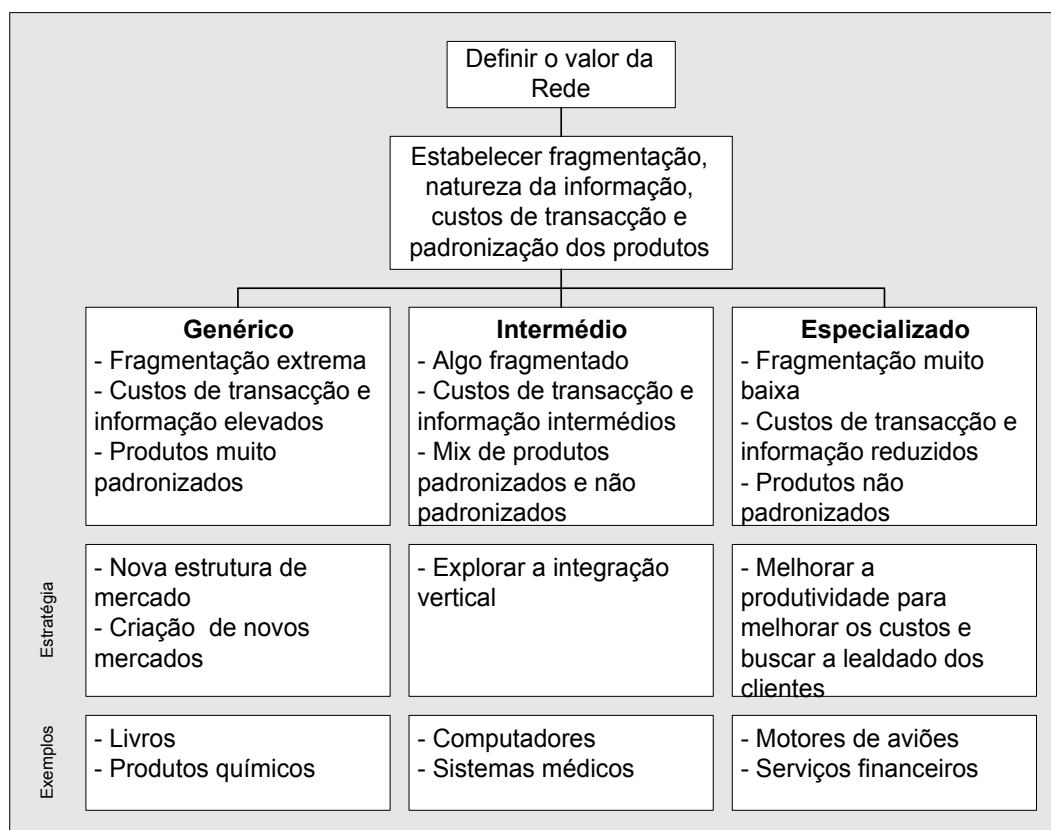 Definir o valor da
Rede
Estabelecer fragmentação,
natureza da informação,
custos de transacção e
padronização dos produtos
Genérico
- Fragmentação extrema
- Custos de transacção e
informação elevados
- Produtos muito
padronizados
Intermédio
- Algo fragmentado
- Custos de transacção e
informação intermédios
- Mix de produtos
padronizados e não
padronizados
Especializado
- Fragmentação muito
baixa
- Custos de transacção e
informação reduzidos
- Produtos não
padronizados
Estratégia
- Nova estrutura de
mercado
- Criação  de novos
mercados
- Explorar a integração
vertical
- Melhorar a
produtividade para
melhorar os custos e
buscar a lealdado dos
clientes
Exemplos
- Livros
- Produtos químicos
- Computadores
- Sistemas médicos
- Motores de aviões
- Serviços financeiros